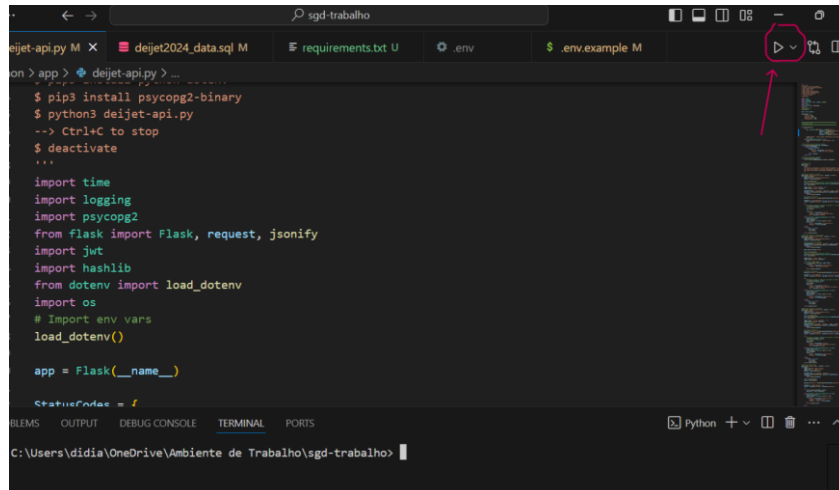 sgd-trabalho
deijet-api.py M deijet2024_data.sql M requirements.txt U .env $ .env.example M
on > app > deijet-api.py > ...
$ pip3 install psycopg2-binary
$ python3 deijet-api.py
--> Ctrl+C to stop
$ deactivate
'''
import time
import logging
import psycopg2
from flask import Flask, request, jsonify
import jwt
import hashlib
from dotenv import load_dotenv
import os
# Import env vars
load_dotenv()
app = Flask(__name__)
StatusCodes = {
BLEMS OUTPUT DEBUG CONSOLE TERMINAL PORTS Python
C:\Users\didia\OneDrive\Ambiente de Trabalho\sgd-trabalho>